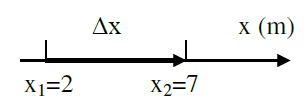 Δx x (m)
x₁=2 x₂=7